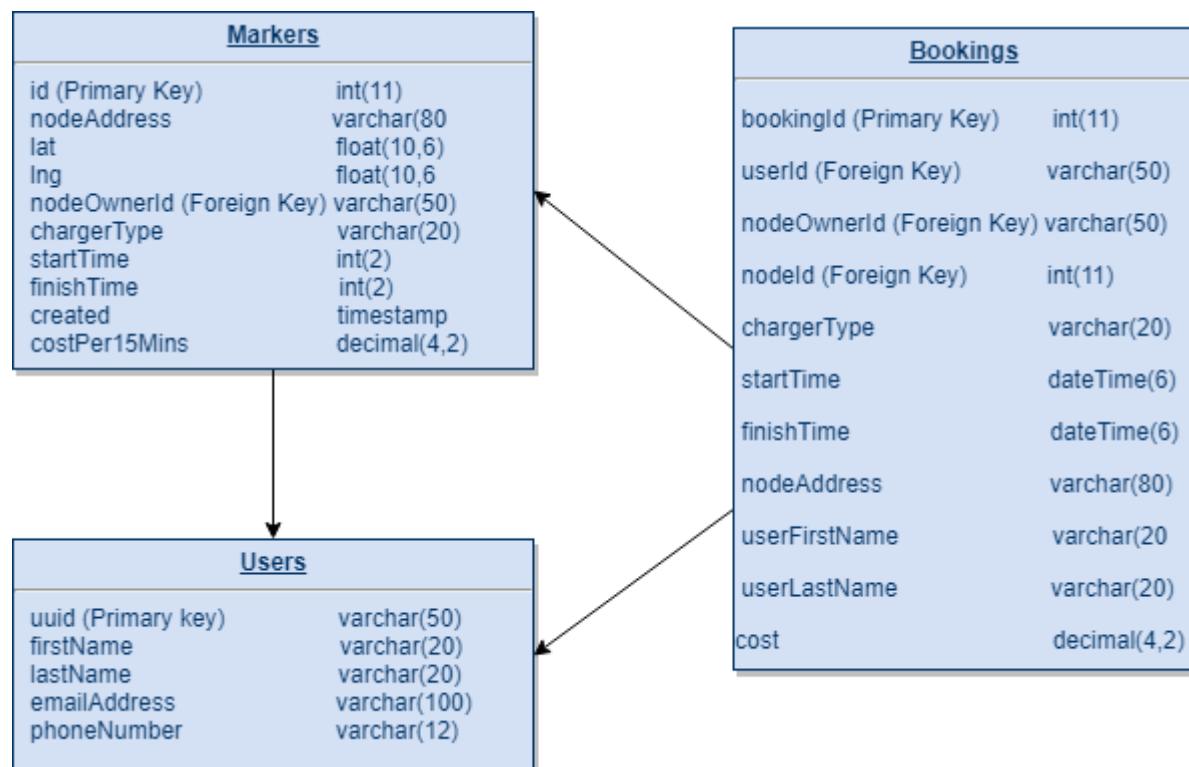 Markers
id (Primary Key) int(11)
nodeAddress varchar(80
lat float(10,6)
lng float(10,6
nodeOwnerId (Foreign Key) varchar(50)
chargerType varchar(20)
startTime int(2)
finishTime int(2)
created timestamp
costPer15Mins decimal(4,2)
Bookings
bookingId (Primary Key) int(11)
userId (Foreign Key) varchar(50)
nodeOwnerId (Foreign Key) varchar(50)
nodeId (Foreign Key) int(11)
chargerType varchar(20)
startTime dateTime(6)
finishTime dateTime(6)
nodeAddress varchar(80)
userFirstName varchar(20
userLastName varchar(20)
cost decimal(4,2)
Users
uuid (Primary key) varchar(50)
firstName varchar(20)
lastName varchar(20)
emailAddress varchar(100)
phoneNumber varchar(12)